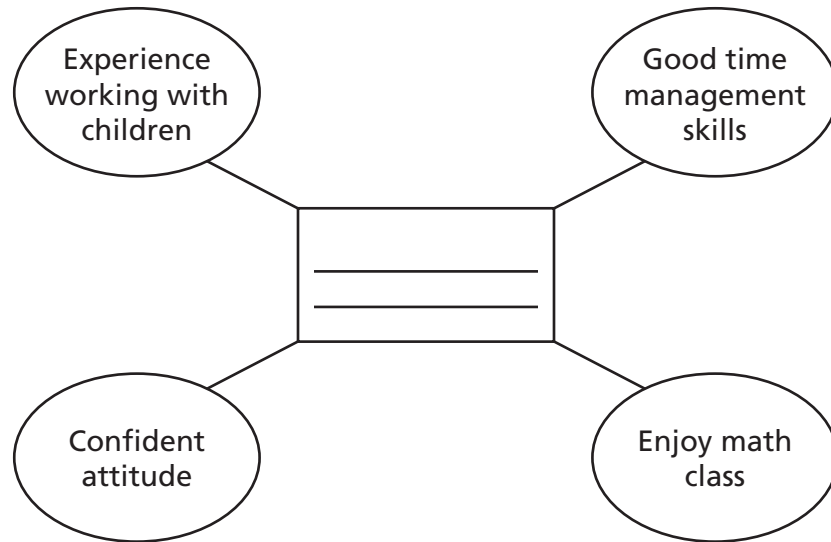 Experience
working with
children
Good time
management
skills
Confident
attitude
Enjoy math
class